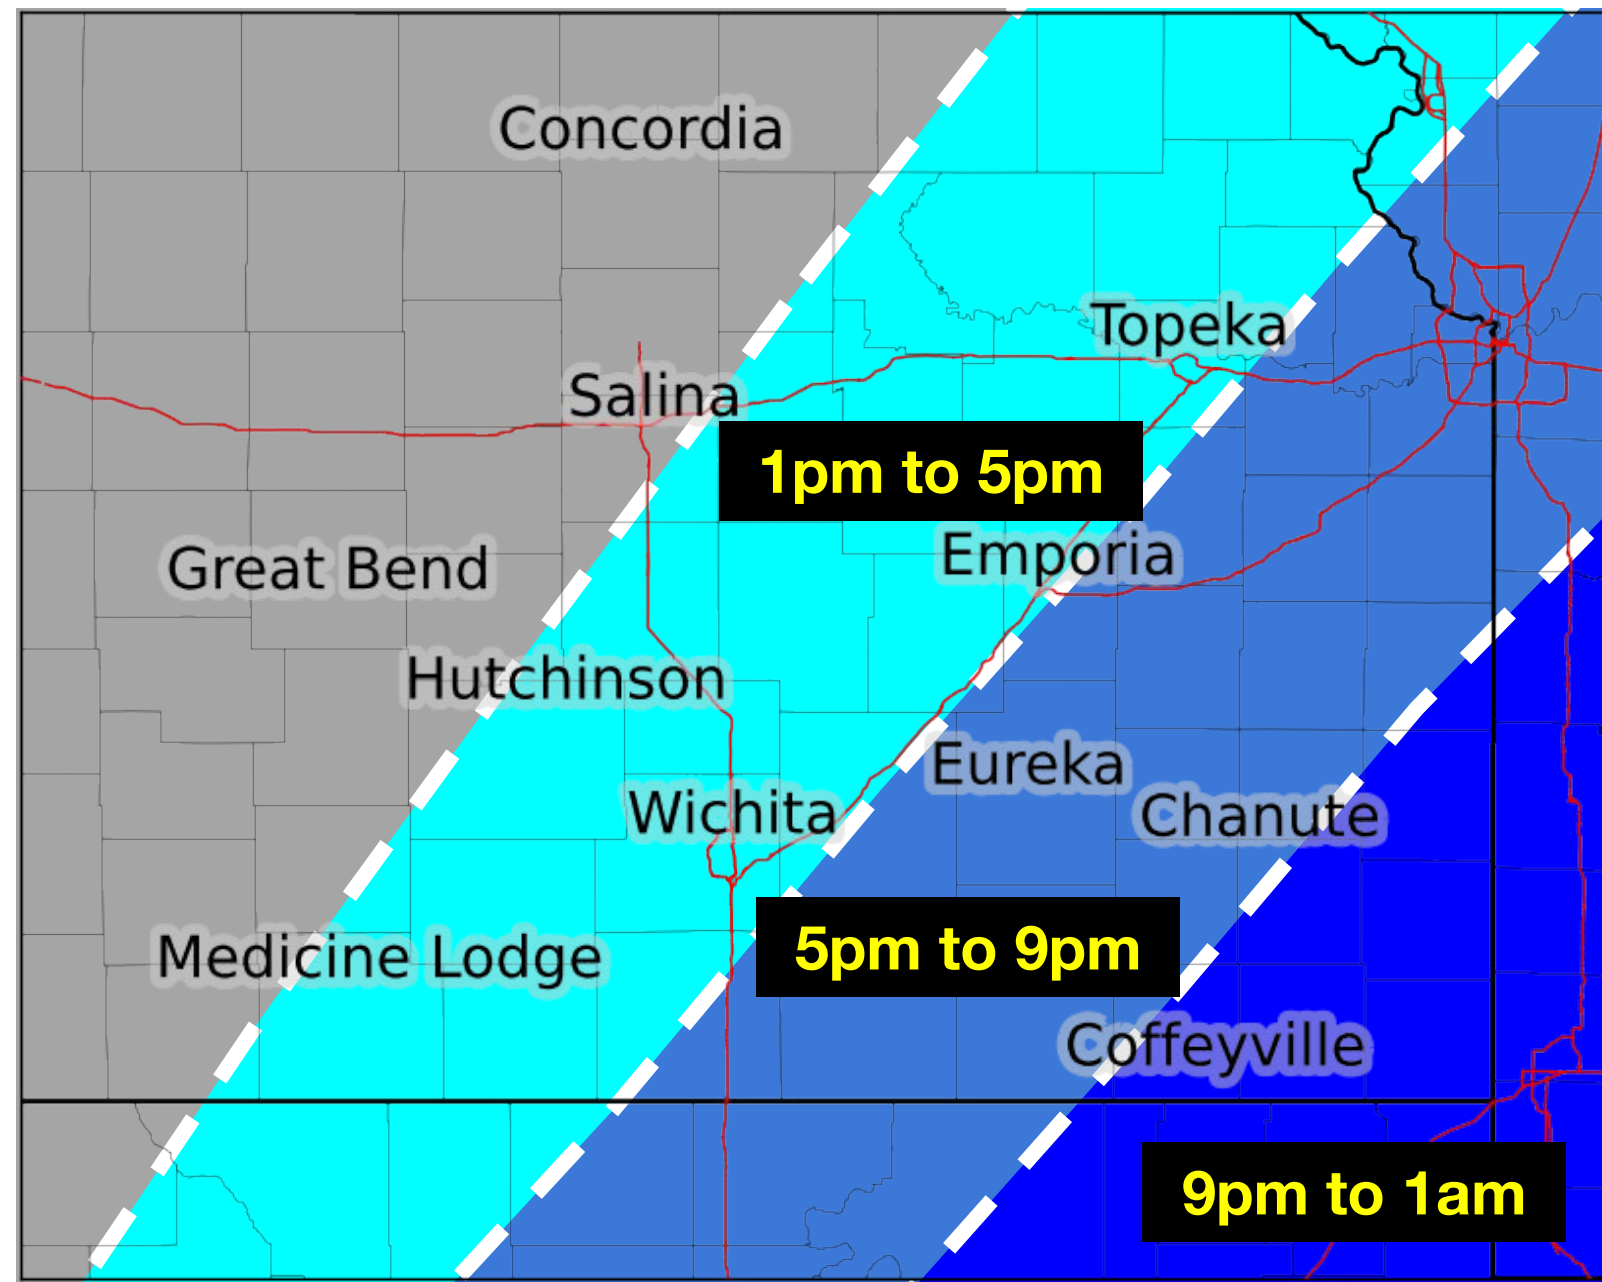 Concordia
Topeka
Salina
1pm to 5pm
Emporia
Great Bend
Hutchinson
Eureka
Wichita
Chanute
Medicine Lodge
5pm to 9pm
Coffeyville
9pm to 1am